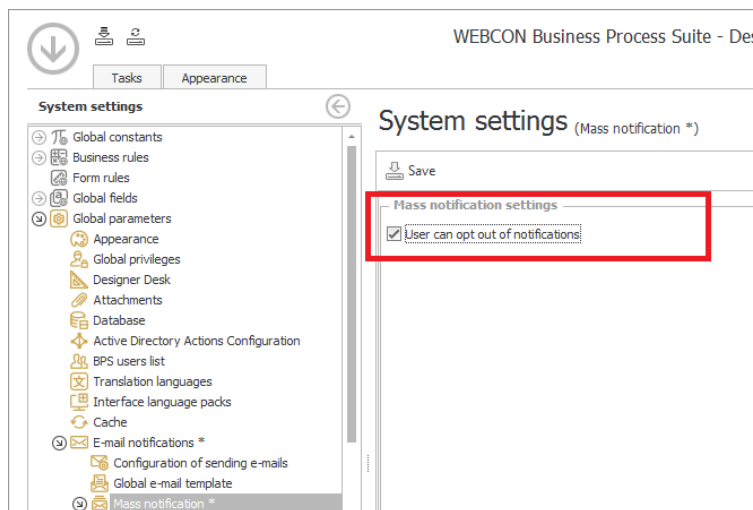 WEBCON Business Process Suite - Des
Tasks
Appearance
System settings
Global constants
Business rules
Form rules
Global fields
Global parameters
Appearance
Global privileges
Designer Desk
Attachments
Database
Active Directory Actions Configuration
BPS users list
Translation languages
Interface language packs
Cache
E-mail notifications *
Configuration of sending e-mails
Global e-mail template
Mass notification *
System settings (Mass notification *)
Save
Mass notification settings
User can opt out of notifications